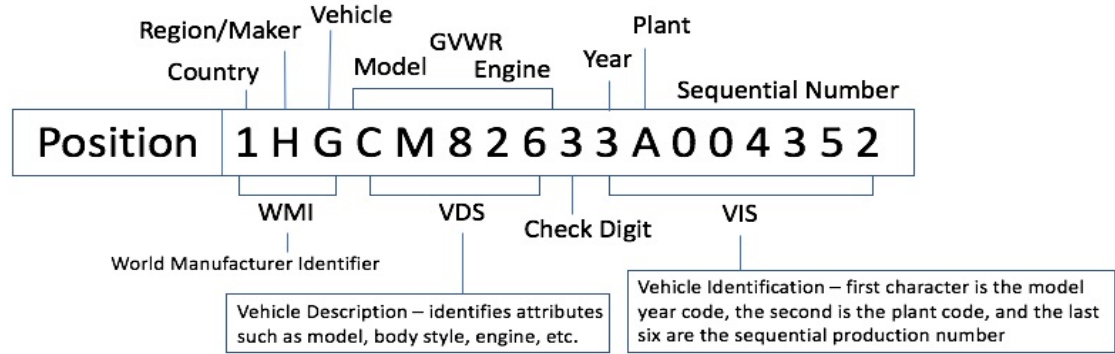 Vehicle
Region/Maker
Plant
GVWR
Country
Model
Engine
Year
Sequential Number
Position
1 H G C M 8 2 6 3 3 A 0 0 4 3 5 2
WMI
VDS
VIS
Check Digit
World Manufacturer Identifier
Vehicle Description – identifies attributes
such as model, body style, engine, etc.
Vehicle Identification – first character is the model
year code, the second is the plant code, and the last
six are the sequential production number